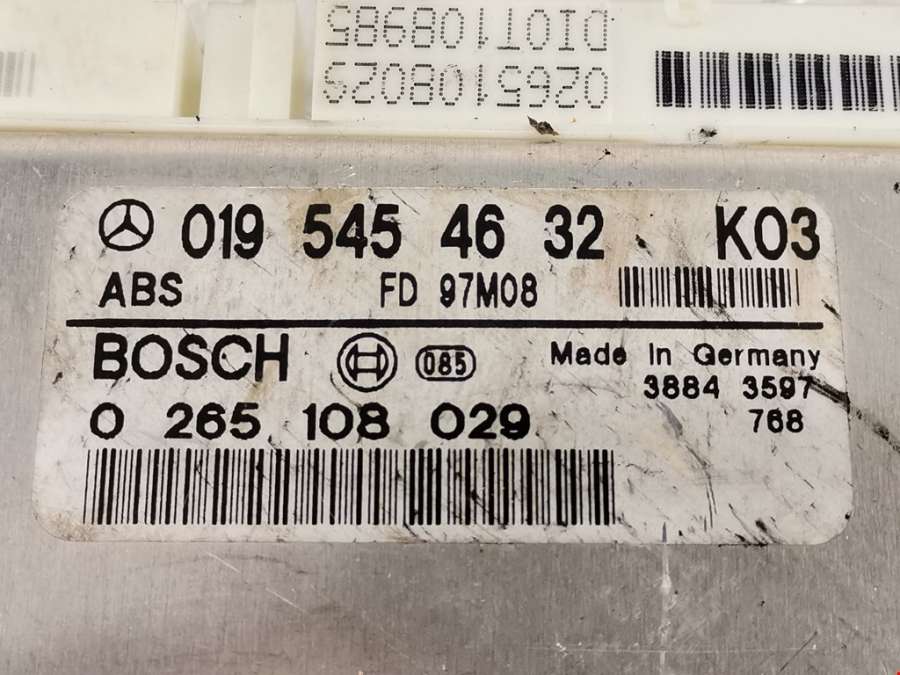 0265108029
DIOT108985
019 545 46 32 K03
ABS FD 97M08
BOSCH 085 Made in Germany
3884 3597
0 265 108 029 768